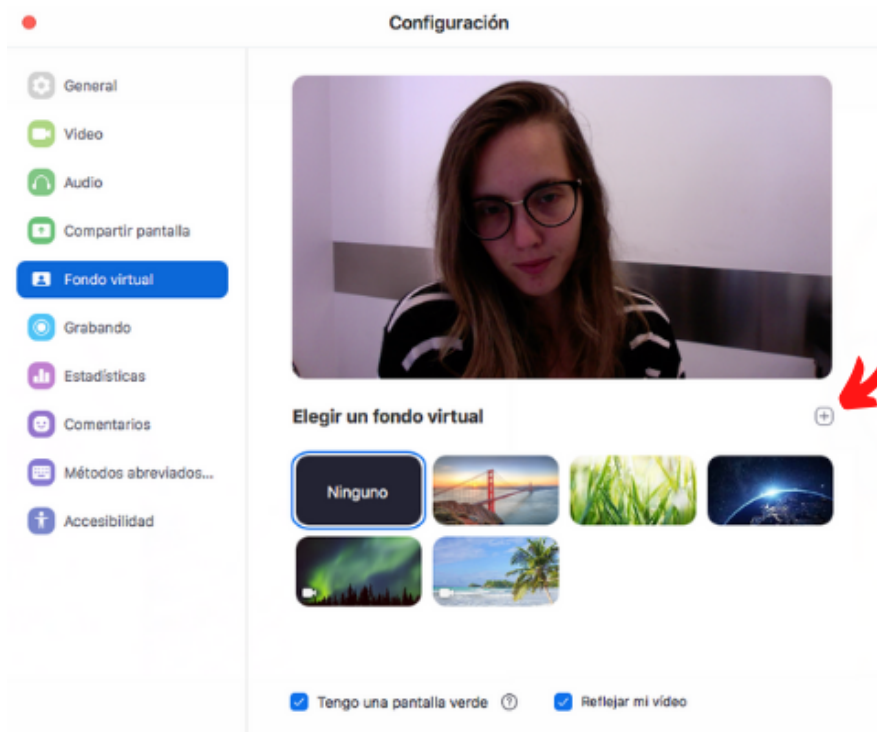 Configuración
General
Video
Audio
Compartir pantalla
Fondo virtual
Grabando
Estadísticas
Comentarios
Métodos abreviados...
Accesibilidad
Elegir un fondo virtual
Ninguno
Tengo una pantalla verde
Reflejar mi vídeo